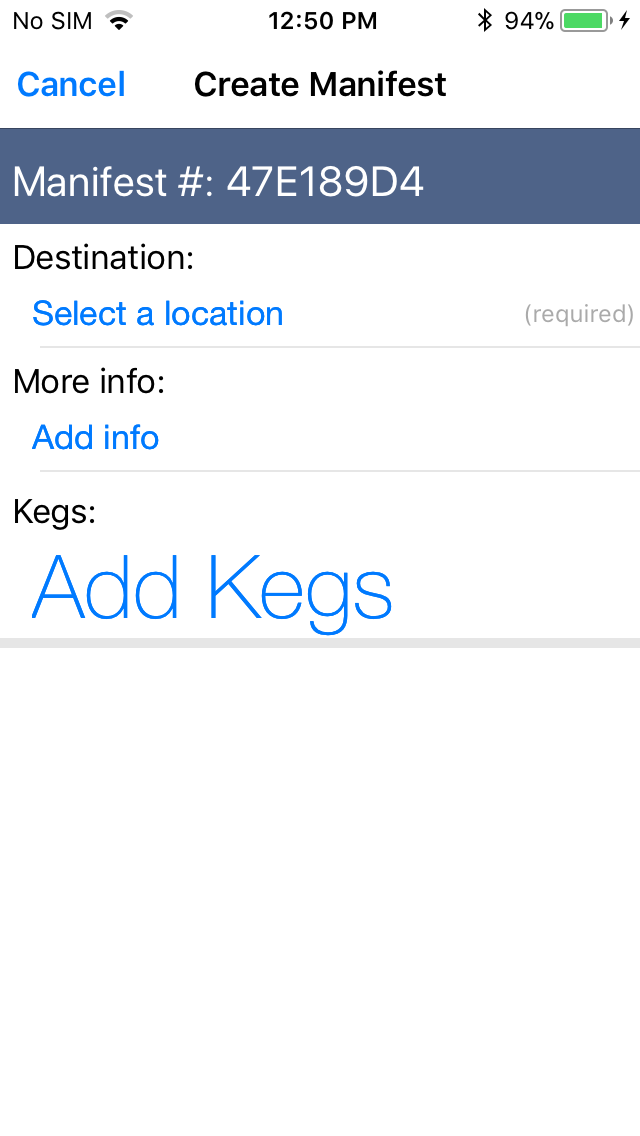 No SIM 12:50 PM 94%
Cancel Create Manifest
Manifest #: 47E189D4
Destination:
Select a location (required)
More info:
Add info
Kegs:
Add Kegs